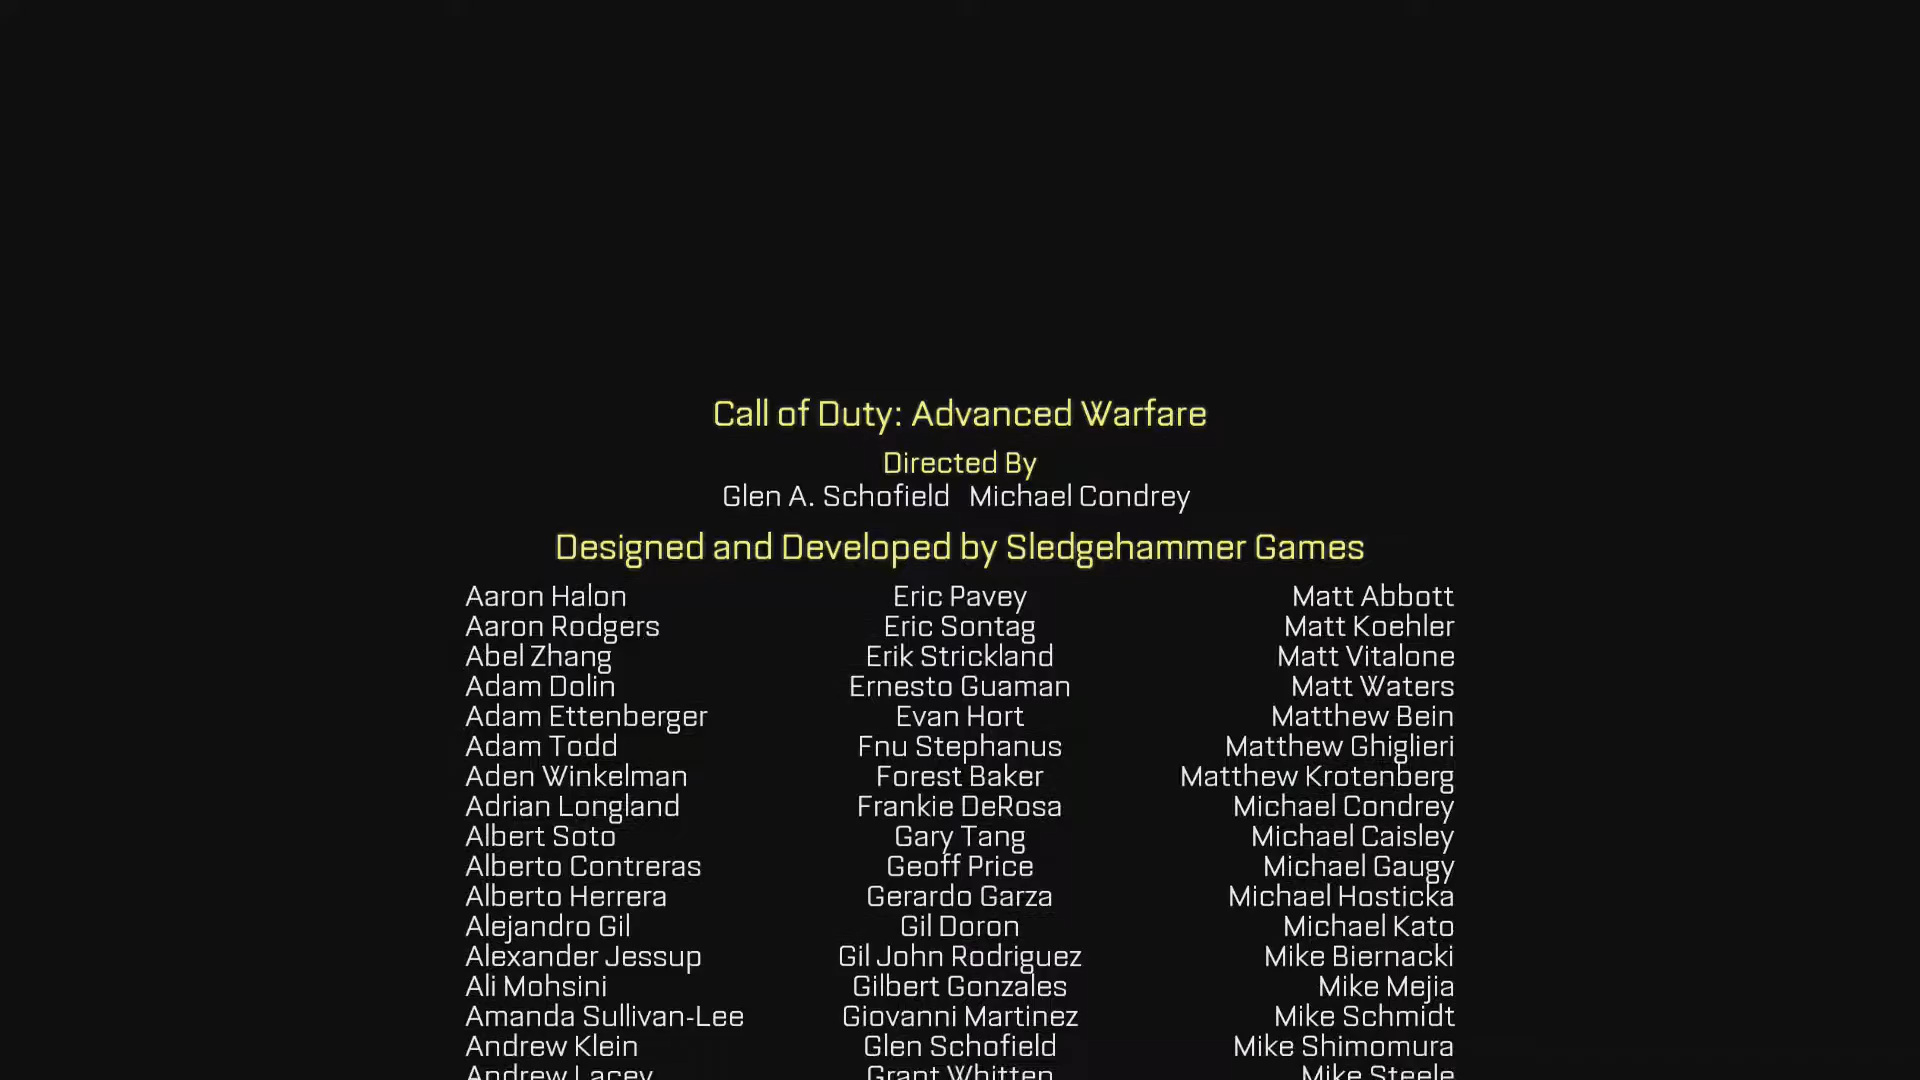 Call of Duty: Advanced Warfare
Directed By
Glen A. Schofield Michael Condrey
Designed and Developed by Sledgehammer Games
Aaron Halon Eric Pavey Matt Abbott
Aaron Rodgers Eric Sontag Matt Koehler
Abel Zhang Erik Strickland Matt Vitalone
Adam Dolin Ernesto Guaman Matt Waters
Adam Ettenberger Evan Hort Matthew Bein
Adam Todd Fnu Stephanus Matthew Ghiglieri
Aden Winkelman Forest Baker Matthew Krotenberg
Adrian Longland Frankie DeRosa Michael Condrey
Albert Soto Gary Tang Michael Caisley
Alberto Contreras Geoff Price Michael Gaugy
Alberto Herrera Gerardo Garza Michael Hosticka
Alejandro Gil Gil Doron Michael Kato
Alexander Jessup Gil John Rodriguez Mike Biernacki
Ali Mohsini Gilbert Gonzales Mike Mejia
Amanda Sullivan-Lee Giovanni Martinez Mike Schmidt
Andrew Klein Glen Schofield Mike Shimomura
Andrew Lacey Grant Whitten Mike Steele